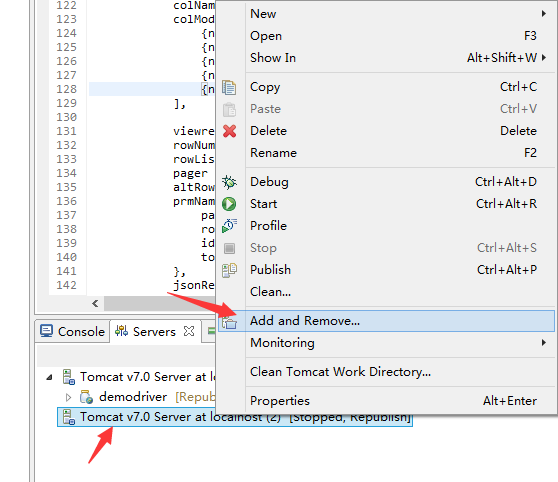 122 colNam
123 colMod
124 {n
125 {n
126 {n
127 {n
128 {n
129 ],
130
131 viewre
132 rowNum
133 rowLis
134 pager
135 altRow
136 prmNam
137 pa
138 ro
139 id
140 to
141 },
142 jsonRe
New
Open F3
Show In Alt+Shift+W
Copy Ctrl+C
Paste Ctrl+V
Delete Delete
Rename F2
Debug Ctrl+Alt+D
Start Ctrl+Alt+R
Profile
Stop Ctrl+Alt+S
Publish Ctrl+Alt+P
Clean...
Add and Remove...
Monitoring
Clean Tomcat Work Directory...
Properties Alt+Enter
Console Servers
Tomcat v7.0 Server at lo
demodriver [Repu
Tomcat v7.0 Server at localhost (2) [Stopped, Republish]